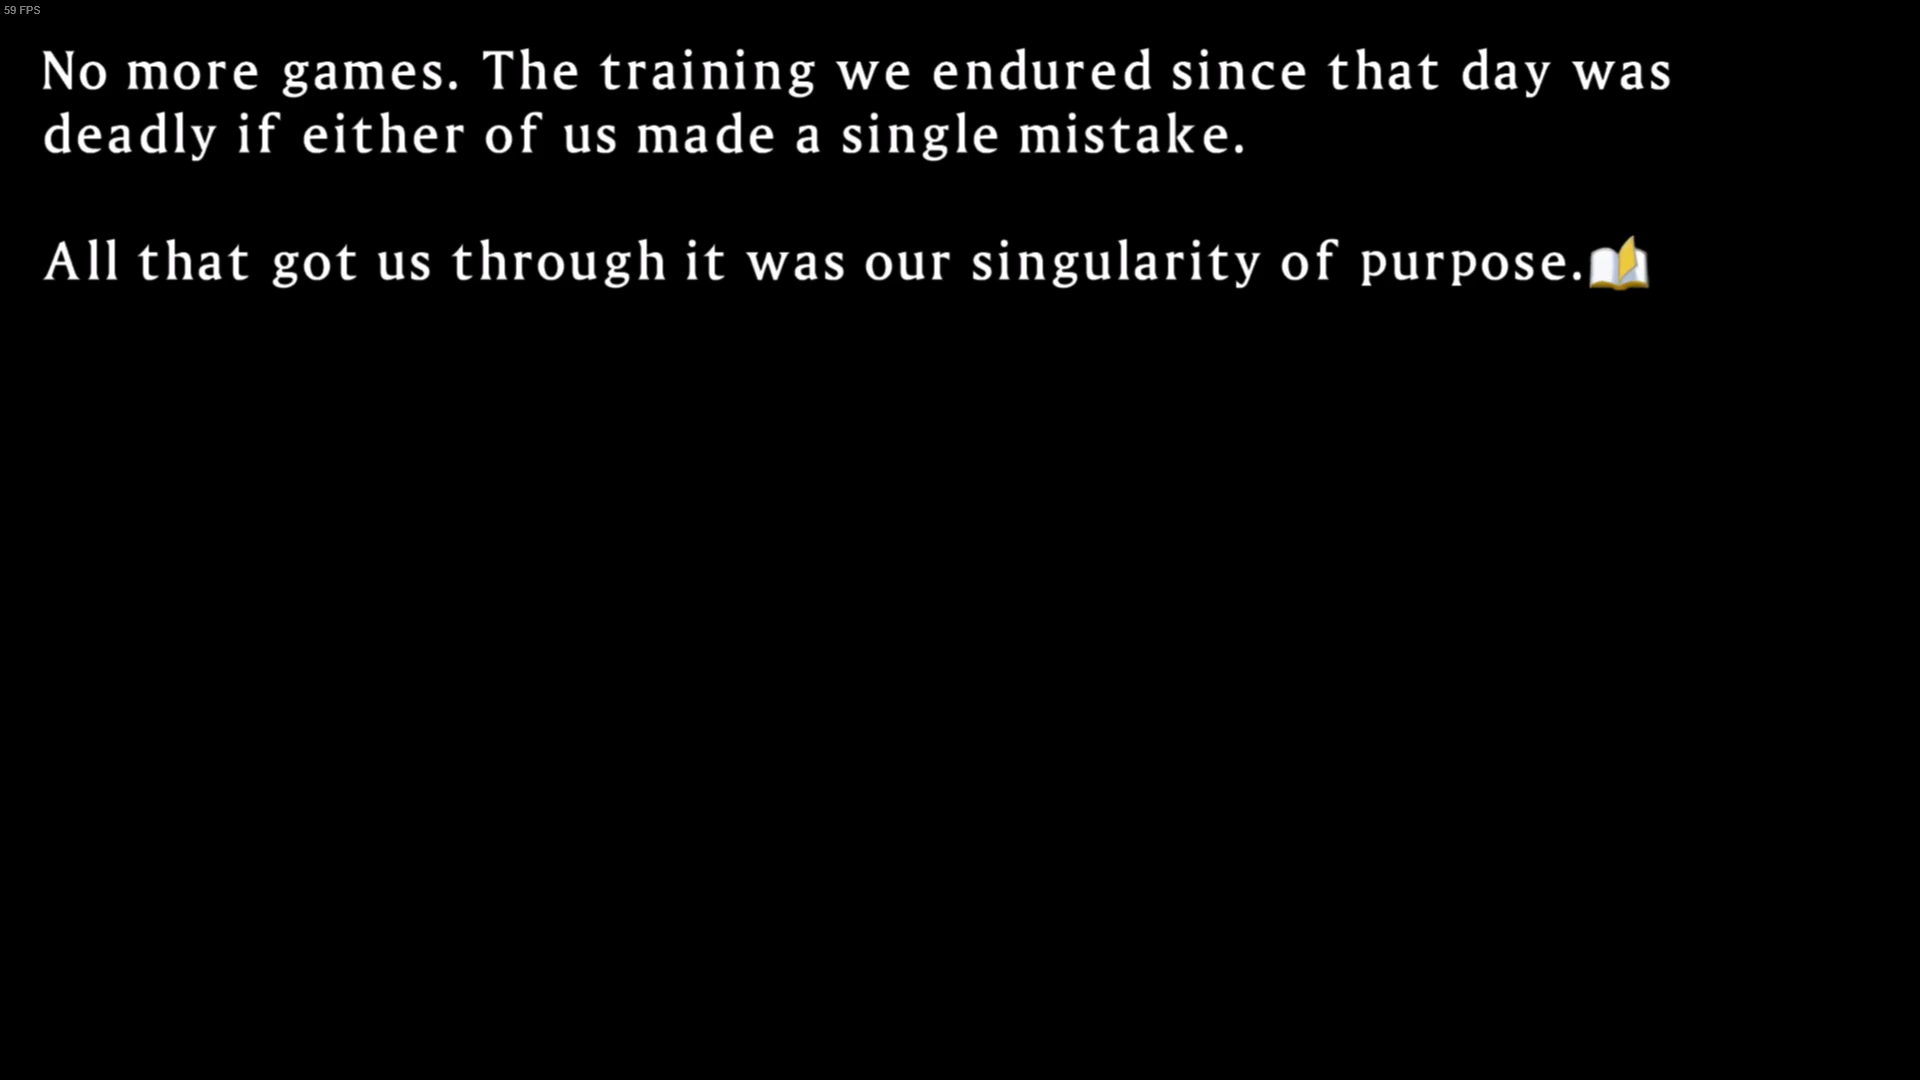 59 FPS
No more games. The training we endured since that day was
deadly if either of us made a single mistake.
All that got us through it was our singularity of purpose.